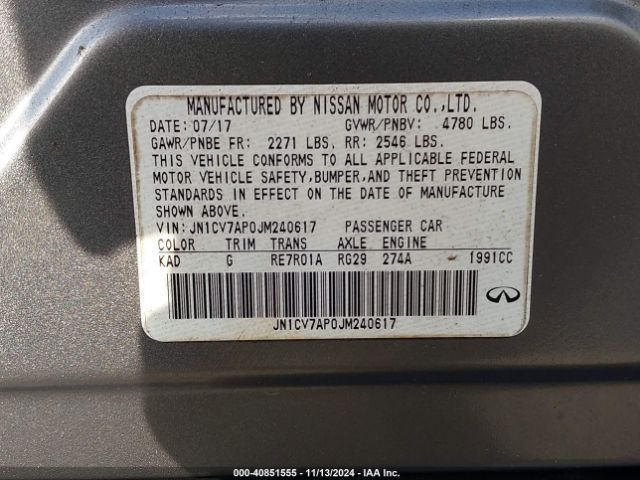 MANUFACTURED BY NISSAN MOTOR CO.,LTD.
DATE: 07/17 GVWR/PNBV: 4780 LBS.
GAWR/PNBE FR: 2271 LBS, RR: 2546 LBS.
THIS VEHICLE CONFORMS TO ALL APPLICABLE FEDERAL
MOTOR VEHICLE SAFETY,BUMPER,AND THEFT PREVENTION
STANDARDS IN EFFECT ON THE DATE OF MANUFACTURE
SHOWN ABOVE.
VIN: JN1CV7AP0JM240617 PASSENGER CAR
COLOR TRIM TRANS AXLE ENGINE
KAD G RE7R01A RG29 274A 1991CC
JN1CV7AP0JM240617
000-40851555 - 11/13/2024 - IAA Inc.